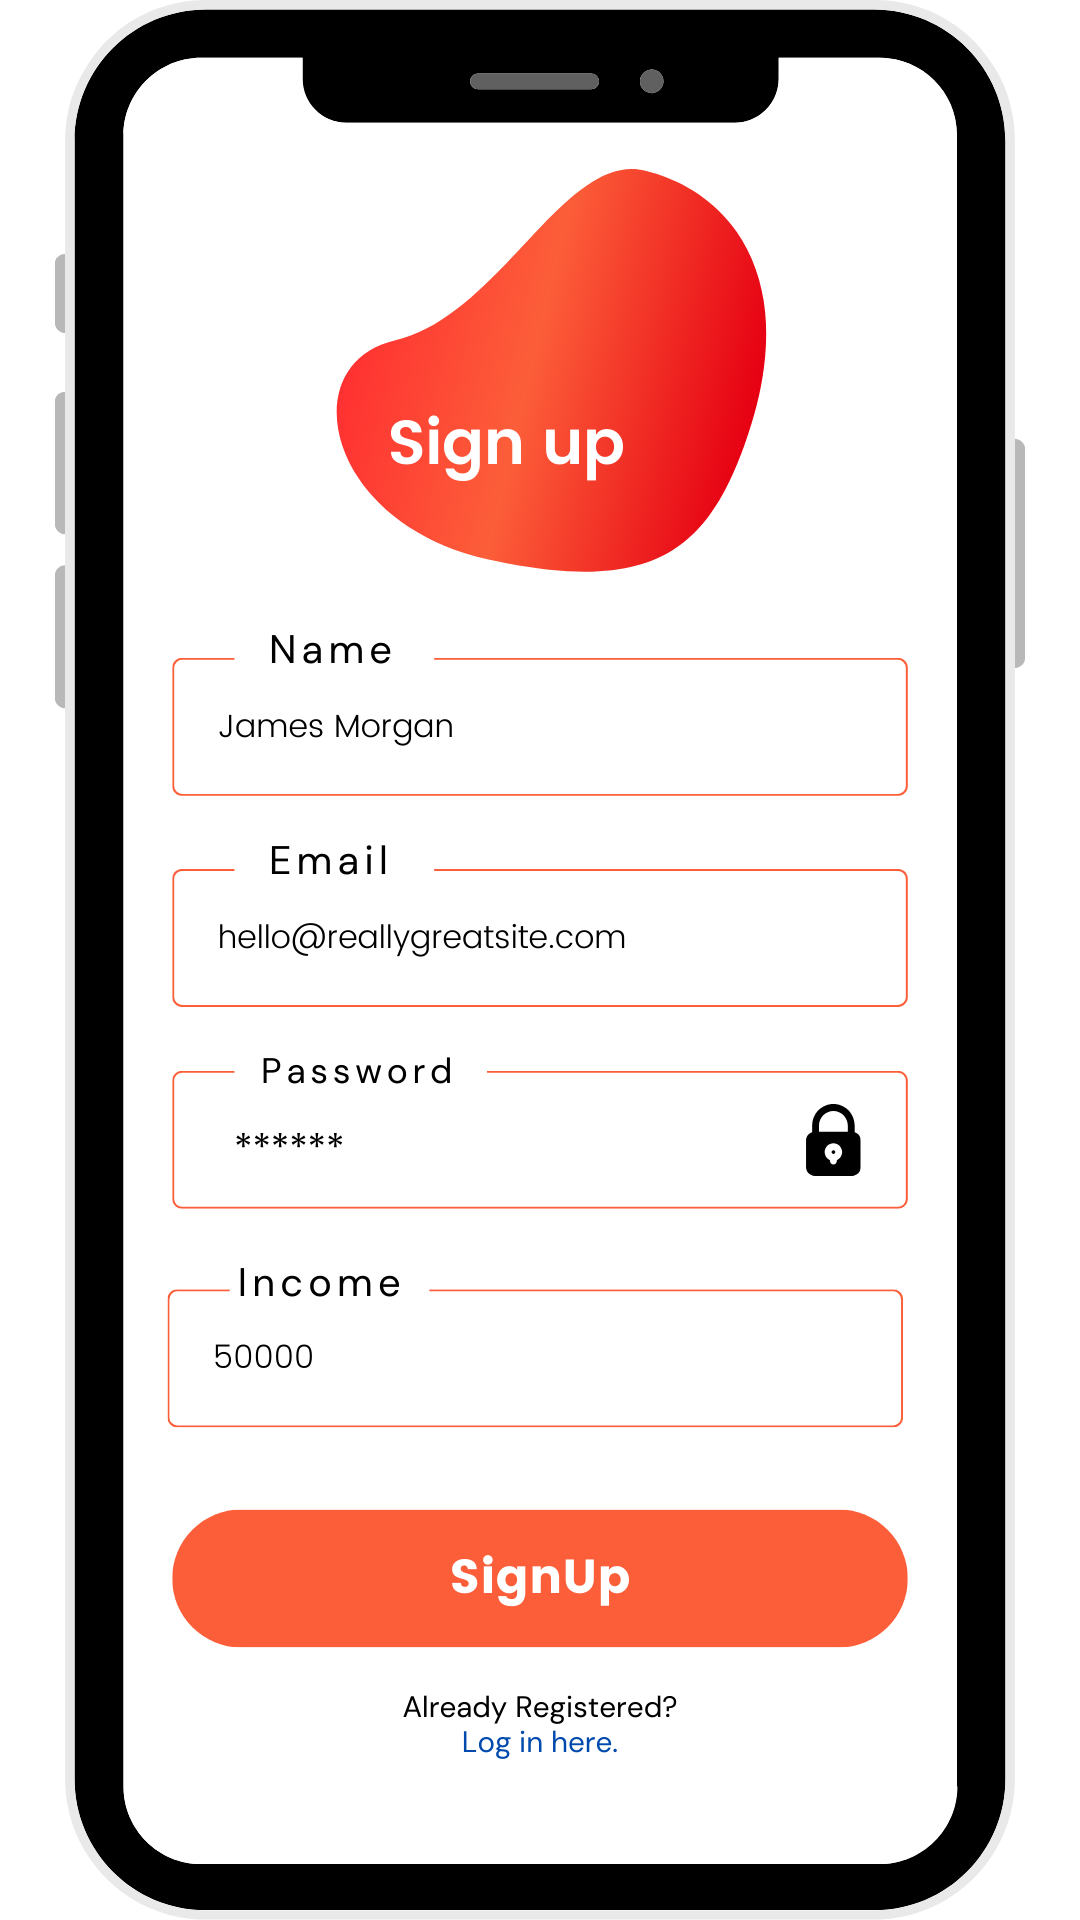 Sign up
Name
James Morgan
Email
hello@reallygreatsite.com
Password
******
Income
50000
SignUp
Already Registered?
Log in here.